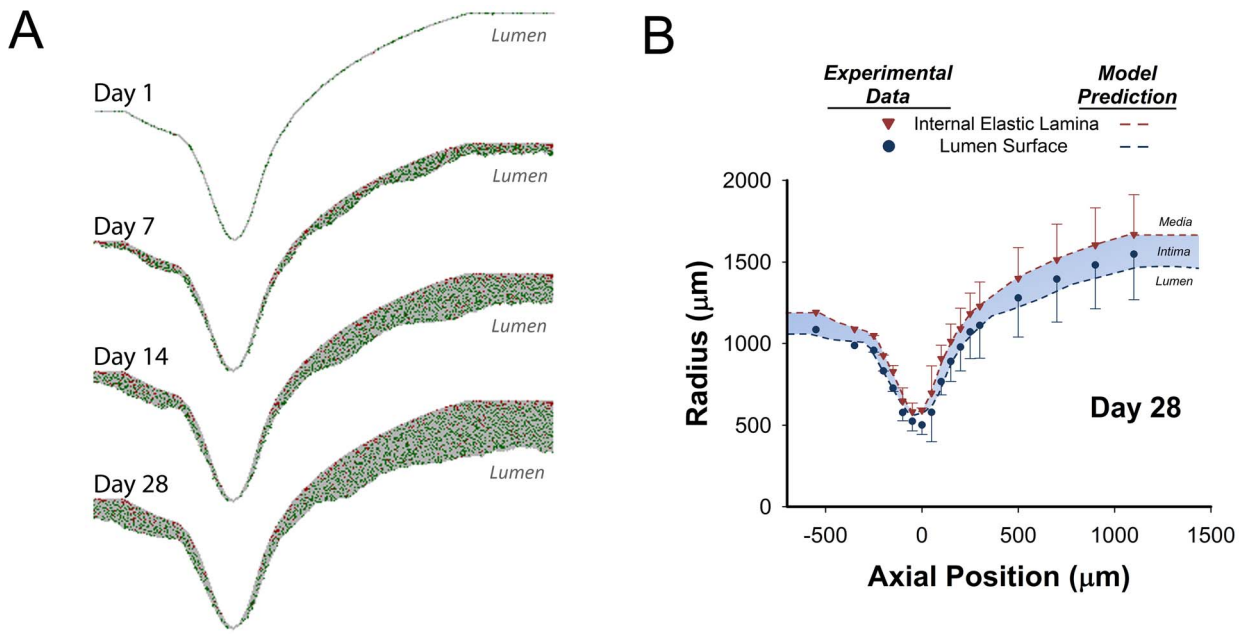 A
Lumen
Day 1
Lumen
Day 7
Lumen
Day 14
Lumen
Day 28
B
Experimental Data
Model Prediction
Internal Elastic Lamina
Lumen Surface
2000
1500
1000
500
0
Radius (μm)
Media
Intima
Lumen
Day 28
-500 0 500 1000 1500
Axial Position (μm)